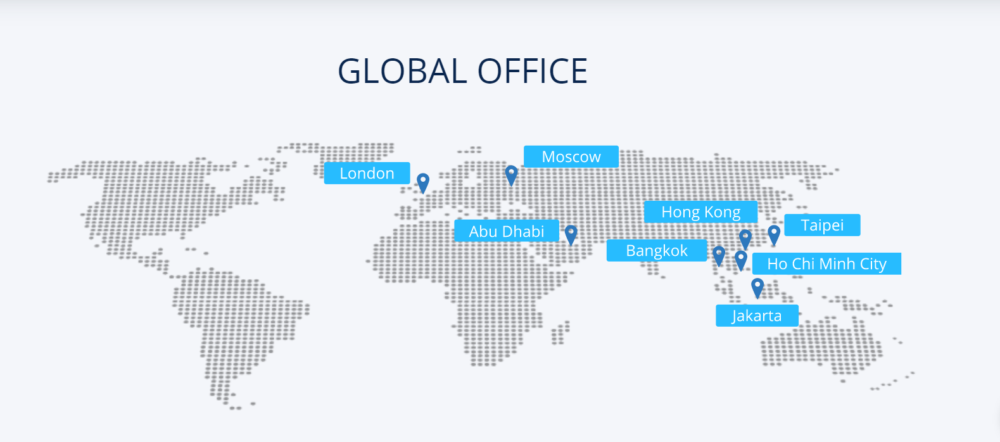 GLOBAL OFFICE
Moscow
London
Hong Kong
Taipei
Abu Dhabi
Bangkok
Ho Chi Minh City
Jakarta